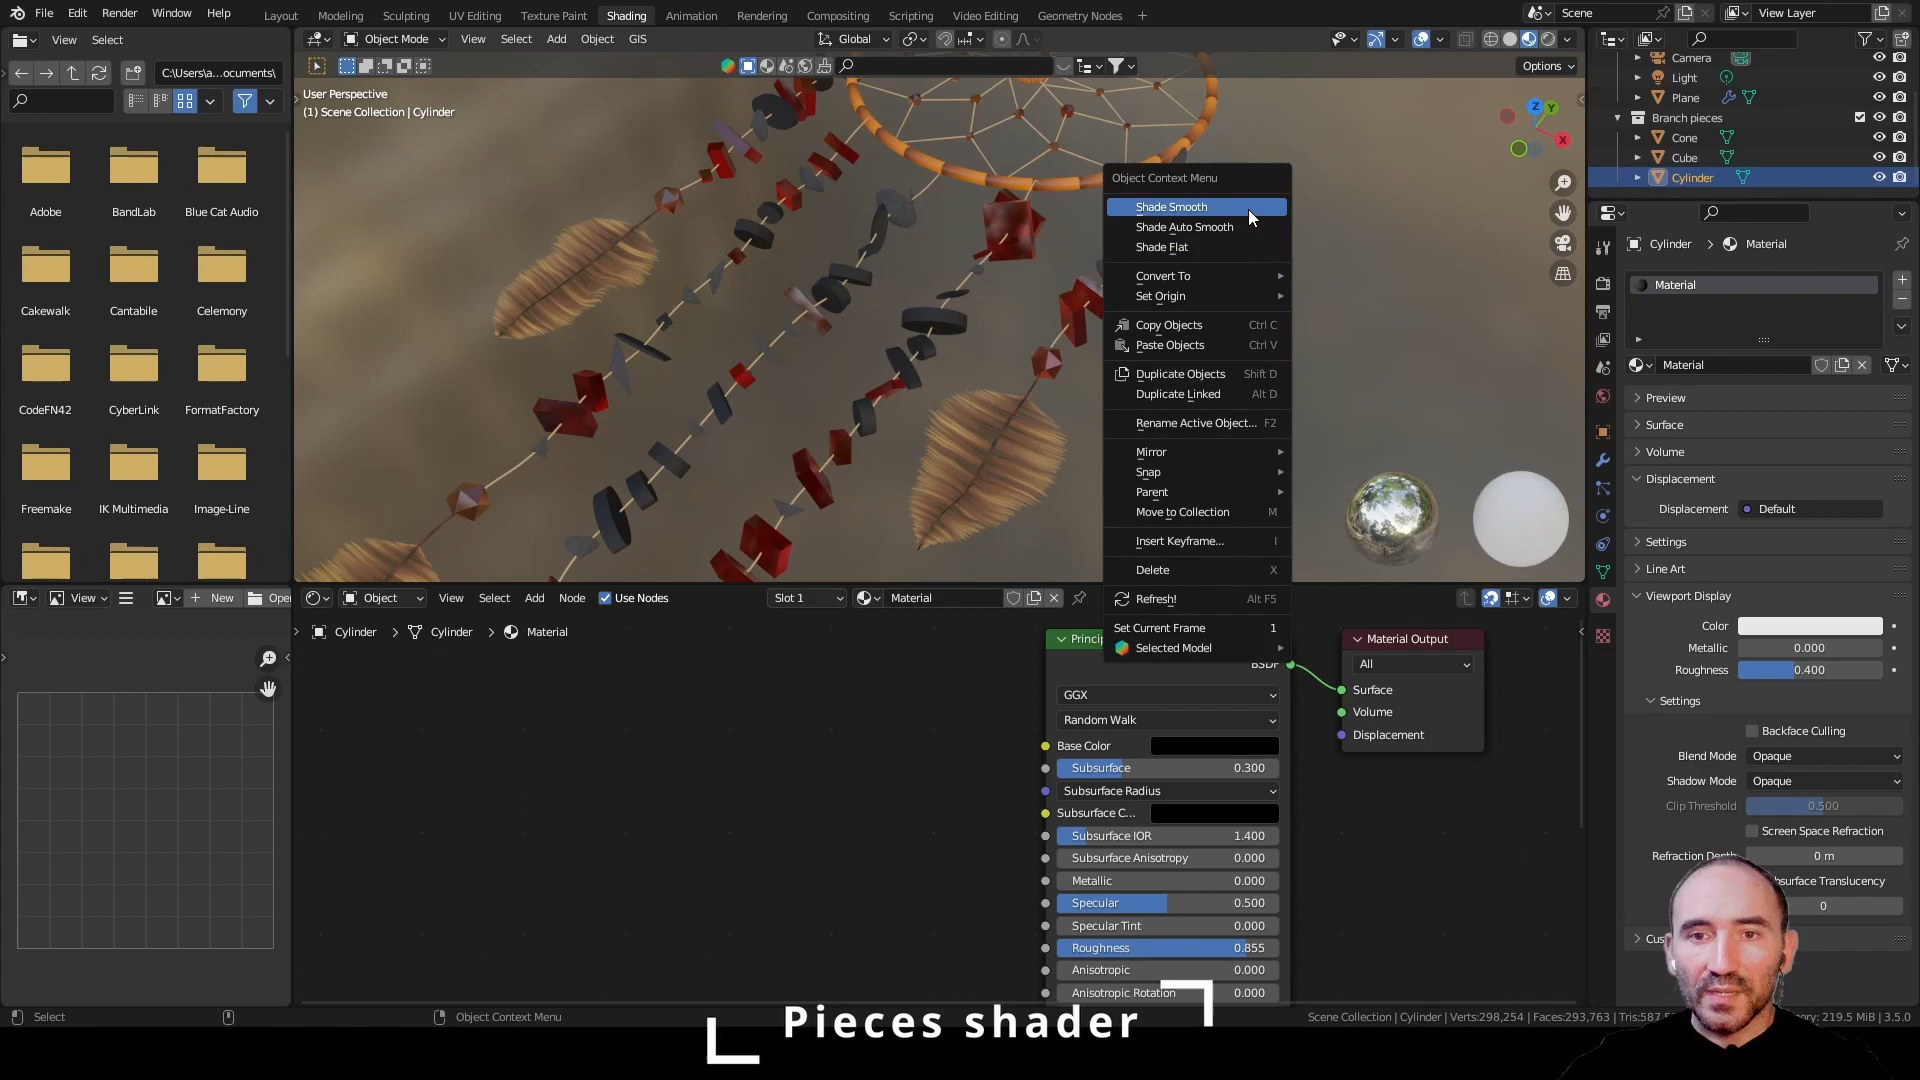 File Edit Render Window Help
Layout Modeling Sculpting UV Editing Texture Paint Shading Animation Rendering Compositing Scripting Video Editing Geometry Nodes +
Scene
View Layer
View Select
Object Mode View Select Add Object GIS
Global
C:\Users\a...ocuments\
Options
User Perspective
(1) Scene Collection | Cylinder
Z Y
X
Camera
Light
Plane
Branch pieces
Cone
Cube
Cylinder
Adobe BandLab Blue Cat Audio
Cakewalk Cantabile Celemony
CodeFN42 CyberLink FormatFactory
Freemake IK Multimedia Image-Line
Object Context Menu
Shade Smooth
Shade Auto Smooth
Shade Flat
Convert To
Set Origin
Copy Objects Ctrl C
Paste Objects Ctrl V
Duplicate Objects Shift D
Duplicate Linked Alt D
Rename Active Object... F2
Mirror
Snap
Parent
Move to Collection M
Insert Keyframe... I
Delete X
Refresh! Alt F5
Set Current Frame 1
Selected Model
Cylinder > Material
Material
Material
Preview
Surface
Volume
Displacement
Displacement Default
Settings
Line Art
Viewport Display
Color
Metallic 0.000
Roughness 0.400
Settings
Backface Culling
Blend Mode Opaque
Shadow Mode Opaque
Clip Threshold 0.500
Screen Space Refraction
Refraction Depth 0 m
bsurface Translucency
0
Cus
View New Open
Object View Select Add Node Use Nodes Slot 1 Material
Cylinder > Cylinder > Material
Princip
BSDF
GGX
Random Walk
Base Color
Subsurface 0.300
Subsurface Radius
Subsurface C...
Subsurface IOR 1.400
Subsurface Anisotropy 0.000
Metallic 0.000
Specular 0.500
Specular Tint 0.000
Roughness 0.855
Anisotropic 0.000
Anisotropic Rotation 0.000
Material Output
All
Surface
Volume
Displacement
Pieces shader
Select
Object Context Menu
Scene Collection | Cylinder | Verts:298,254 | Faces:293,763 | Tris:587
ory: 219.5 MiB | 3.5.0